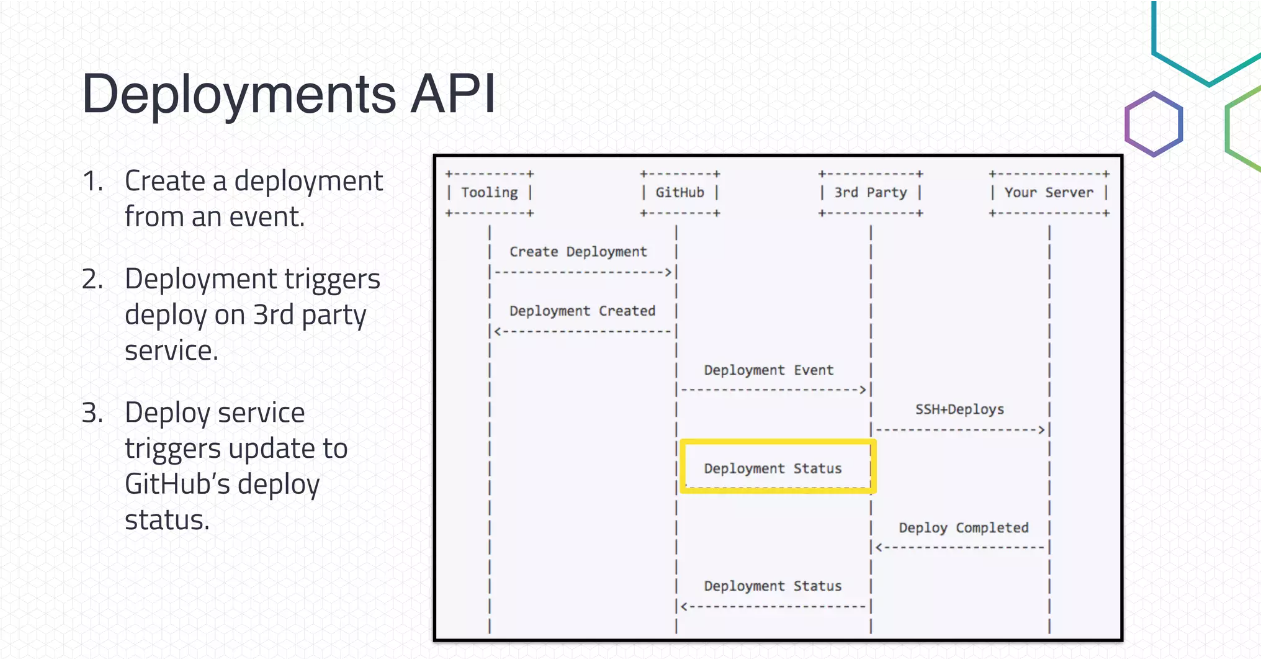 Deployments API
1. Create a deployment
from an event.
2. Deployment triggers
deploy on 3rd party
service.
3. Deploy service
triggers update to
GitHub's deploy
status.
Tooling GitHub 3rd Party Your Server
Create Deployment
Deployment Created
Deployment Event
SSH+Deploys
Deployment Status
Deploy Completed
Deployment Status